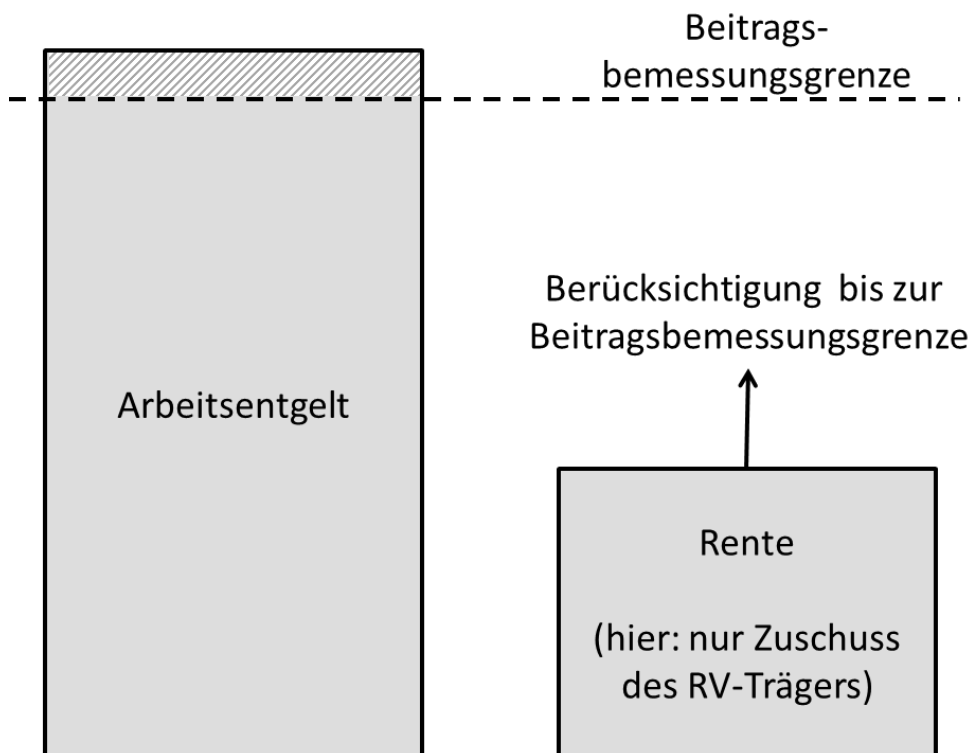 Beitrags-
bemessungsgrenze
Berücksichtigung bis zur
Beitragsbemessungsgrenze
Arbeitsentgelt
Rente
(hier: nur Zuschuss
des RV-Trägers)